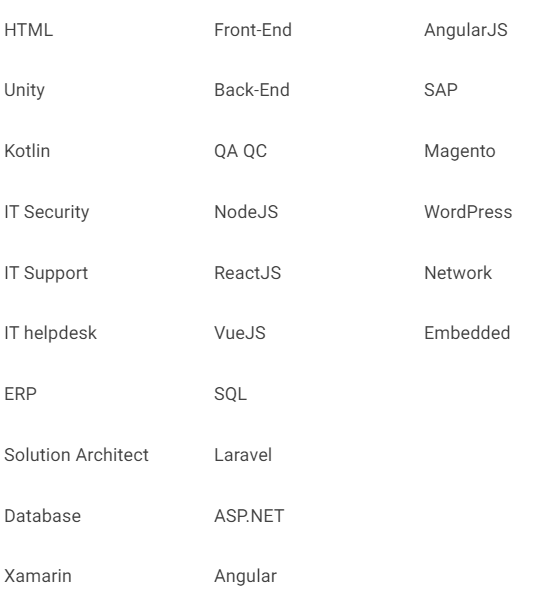 HTML
Unity
Kotlin
IT Security
IT Support
IT helpdesk
ERP
Solution Architect
Database
Xamarin
Front-End
Back-End
QA QC
NodeJS
ReactJS
VueJS
SQL
Laravel
ASP.NET
Angular
AngularJS
SAP
Magento
WordPress
Network
Embedded